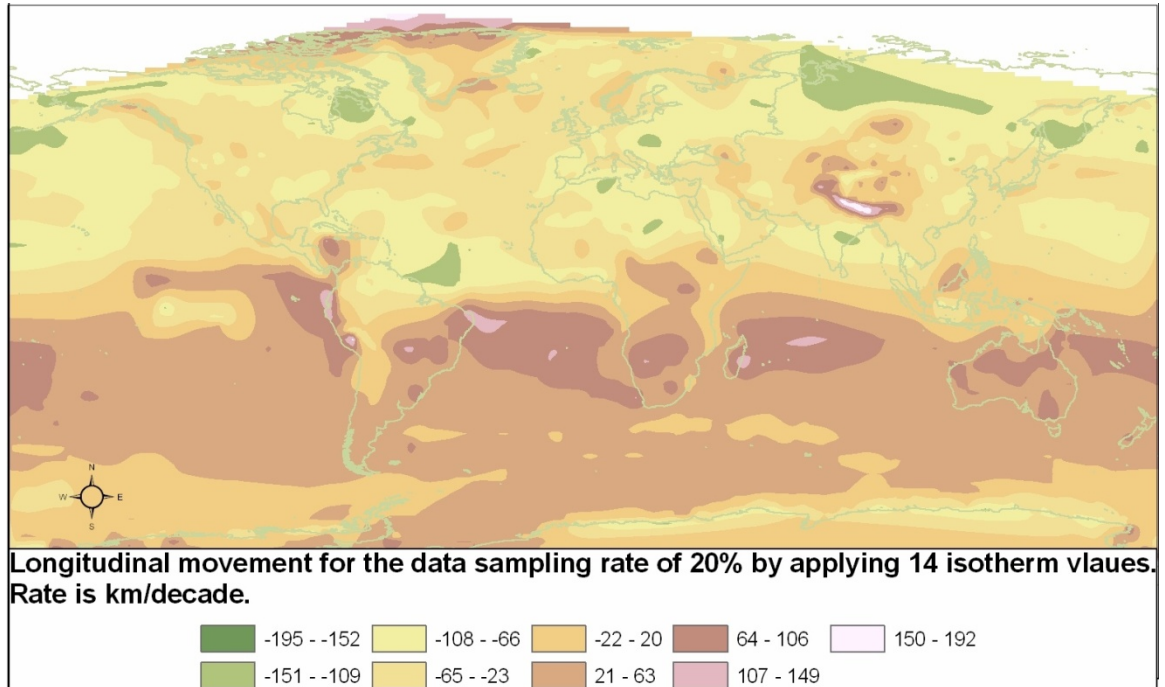 N
W E
S
Longitudinal movement for the data sampling rate of 20% by applying 14 isotherm vlaues.
Rate is km/decade.
-195 - -152 -108 - -66 -22 - 20 64 - 106 150 - 192
-151 - -109 -65 - -23 21 - 63 107 - 149